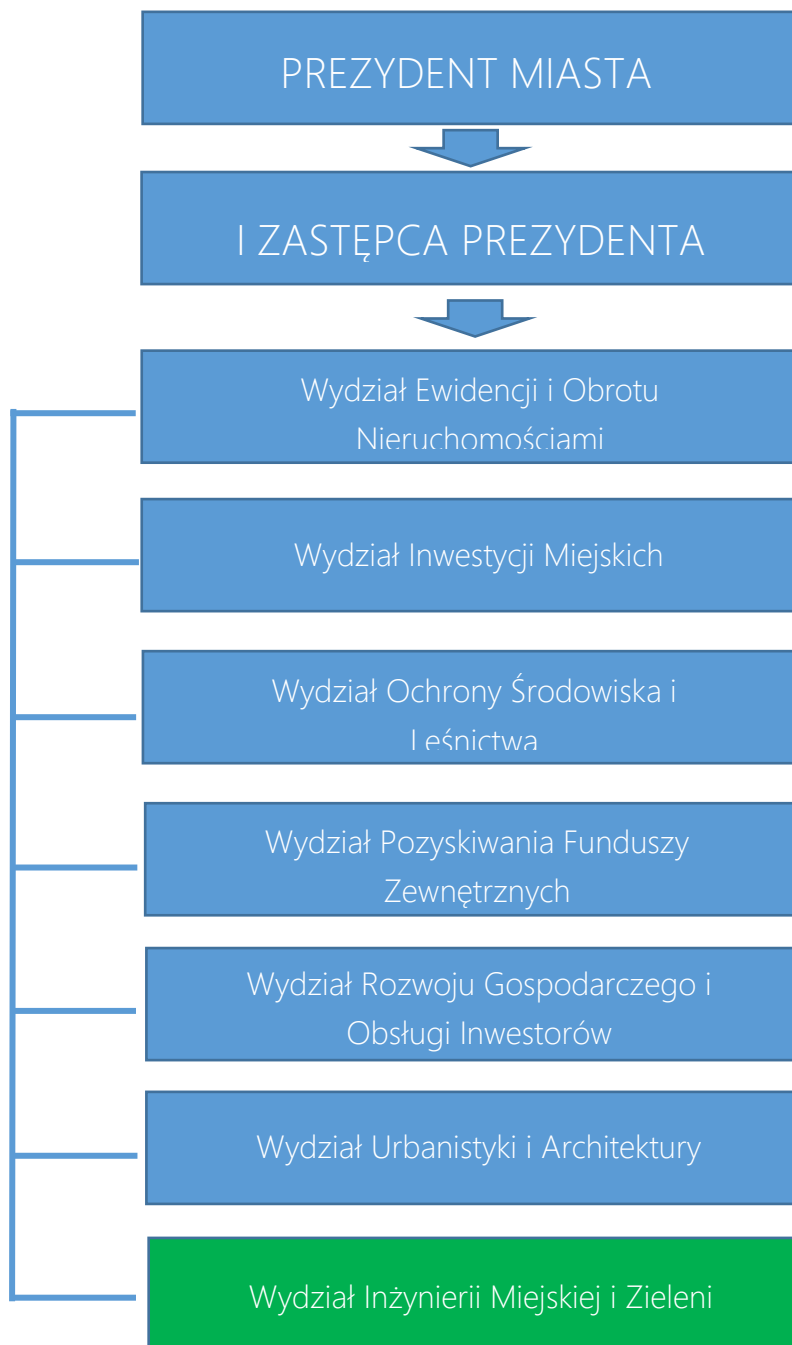 PREZYDENT MIASTA
I ZASTĘPCA PREZYDENTA
Wydział Ewidencji i Obrotu
Nieruchomościami
Wydział Inwestycji Miejskich
Wydział Ochrony Środowiska i
Leśnictwa
Wydział Pozyskiwania Funduszy
Zewnętrznych
Wydział Rozwoju Gospodarczego i
Obsługi Inwestorów
Wydział Urbanistyki i Architektury
Wydział Inżynierii Miejskiej i Zieleni